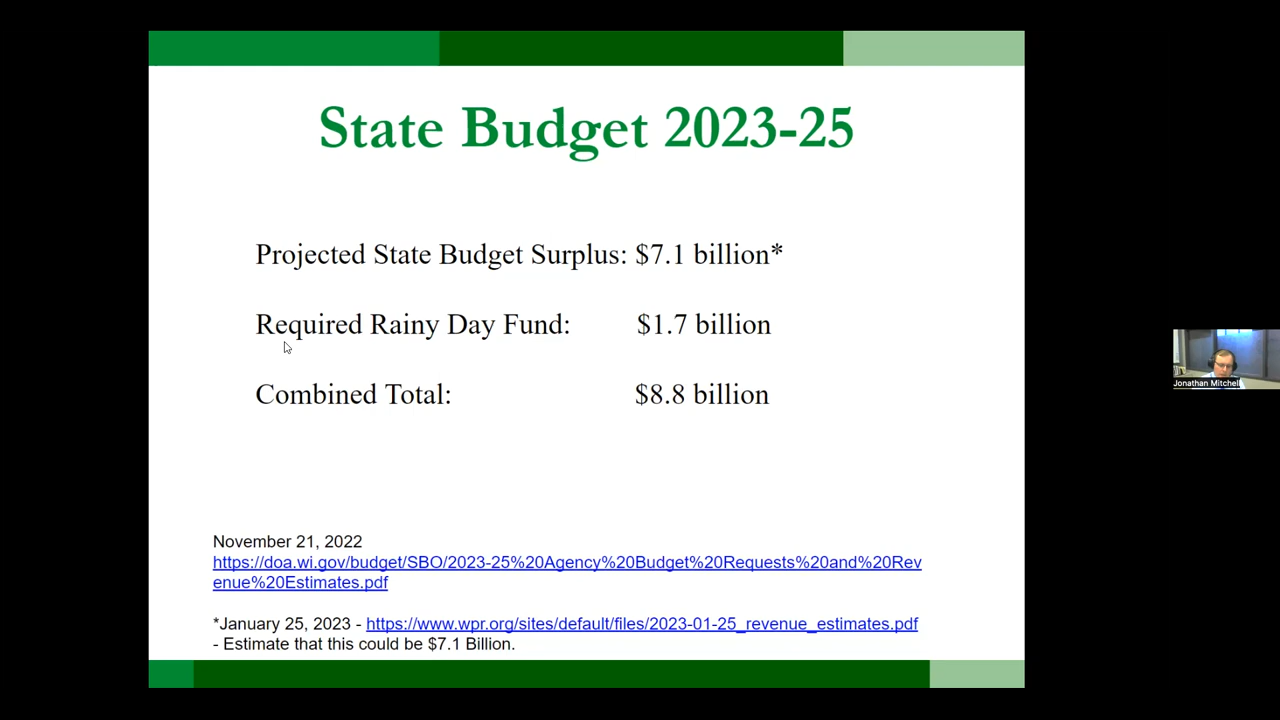 State Budget 2023-25
Projected State Budget Surplus: $7.1 billion*
Required Rainy Day Fund: $1.7 billion
Combined Total: $8.8 billion
November 21, 2022
https://doa.wi.gov/budget/SBO/2023-25%20Agency%20Budget%20Requests%20and%20Rev
enue%20Estimates.pdf
*January 25, 2023 - https://www.wpr.org/sites/default/files/2023-01-25_revenue_estimates.pdf
- Estimate that this could be $7.1 Billion.
Jonathan Mitchell